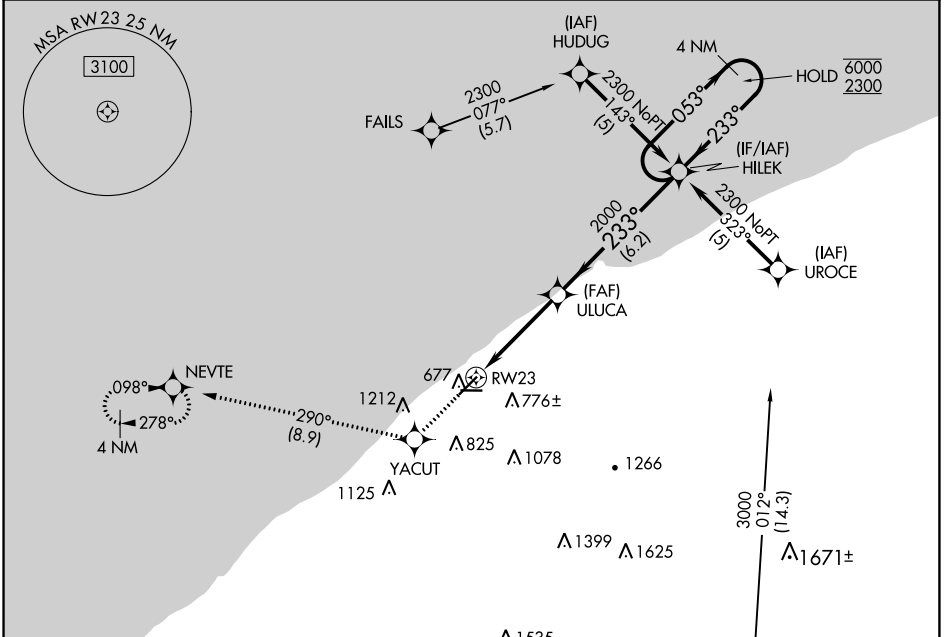 MSA RW23 25 NM
3100
(IAF)
HUDUG
4 NM
HOLD
6000
2300
2300
077°
(5.7)
FAILS
2300 NoPT
143°
(5)
053°
233°
(IF/IAF)
HILEK
2300 NoPT
323°
(5)
(IAF)
UROCE
2000
233°
(6.2)
(FAF)
ULUCA
NEVTE
098°
278°
4 NM
290°
(8.9)
677
RW23
1212
776±
825
YACUT
1078
1266
1125
3000
012°
(14.3)
1399
1625
1671±
1535